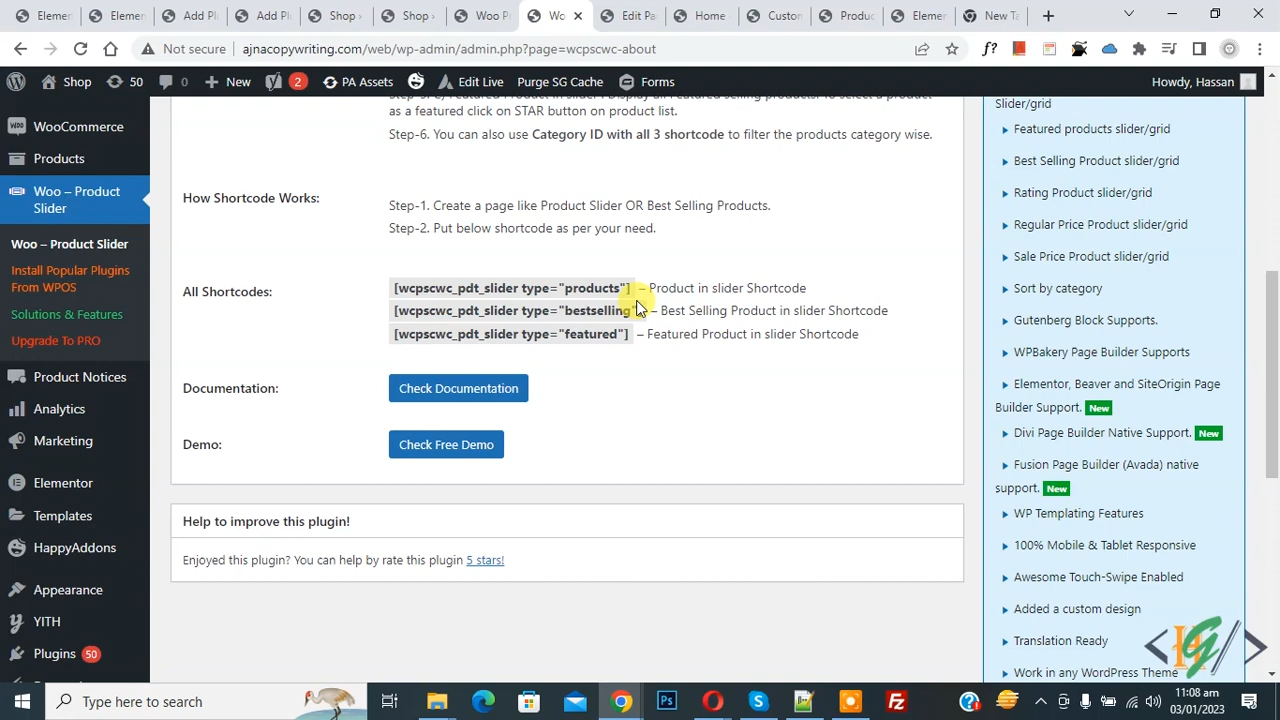 Elemen
Elemen
Add Pl
Add Pl
Shop
Shop
Woo P
Wo
Edit Pa
Home
Custom
Produc
Elemen
New Ta
Not secure
ajnacopywriting.com/web/wp-admin/admin.php?page=wcpscwc-about
Shop
50
0
New
2
PA Assets
Edit Live
Purge SG Cache
Forms
Howdy, Hassan
WooCommerce
Products
Woo – Product
Slider
Woo – Product Slider
Install Popular Plugins
From WPOS
Solutions & Features
Upgrade To PRO
Product Notices
Analytics
Marketing
Elementor
Templates
HappyAddons
Appearance
YITH
Plugins 50
as a featured click on STAR button on product list.
Step-6. You can also use Category ID with all 3 shortcode to filter the products category wise.
How Shortcode Works:
Step-1. Create a page like Product Slider OR Best Selling Products.
Step-2. Put below shortcode as per your need.
All Shortcodes:
[wcpscwc_pdt_slider type="products"] – Product in slider Shortcode
[wcpscwc_pdt_slider type="bestselling" – Best Selling Product in slider Shortcode
[wcpscwc_pdt_slider type="featured"] – Featured Product in slider Shortcode
Documentation:
Check Documentation
Demo:
Check Free Demo
Help to improve this plugin!
Enjoyed this plugin? You can help by rate this plugin 5 stars!
Slider/grid
Featured products slider/grid
Best Selling Product slider/grid
Rating Product slider/grid
Regular Price Product slider/grid
Sale Price Product slider/grid
Sort by category
Gutenberg Block Supports.
WPBakery Page Builder Supports
Elementor, Beaver and SiteOrigin Page
Builder Support. New
Divi Page Builder Native Support. New
Fusion Page Builder (Avada) native
support. New
WP Templating Features
100% Mobile & Tablet Responsive
Awesome Touch-Swipe Enabled
Added a custom design
Translation Ready
Work in any WordPress Theme
Type here to search
11:08 am
03/01/2023